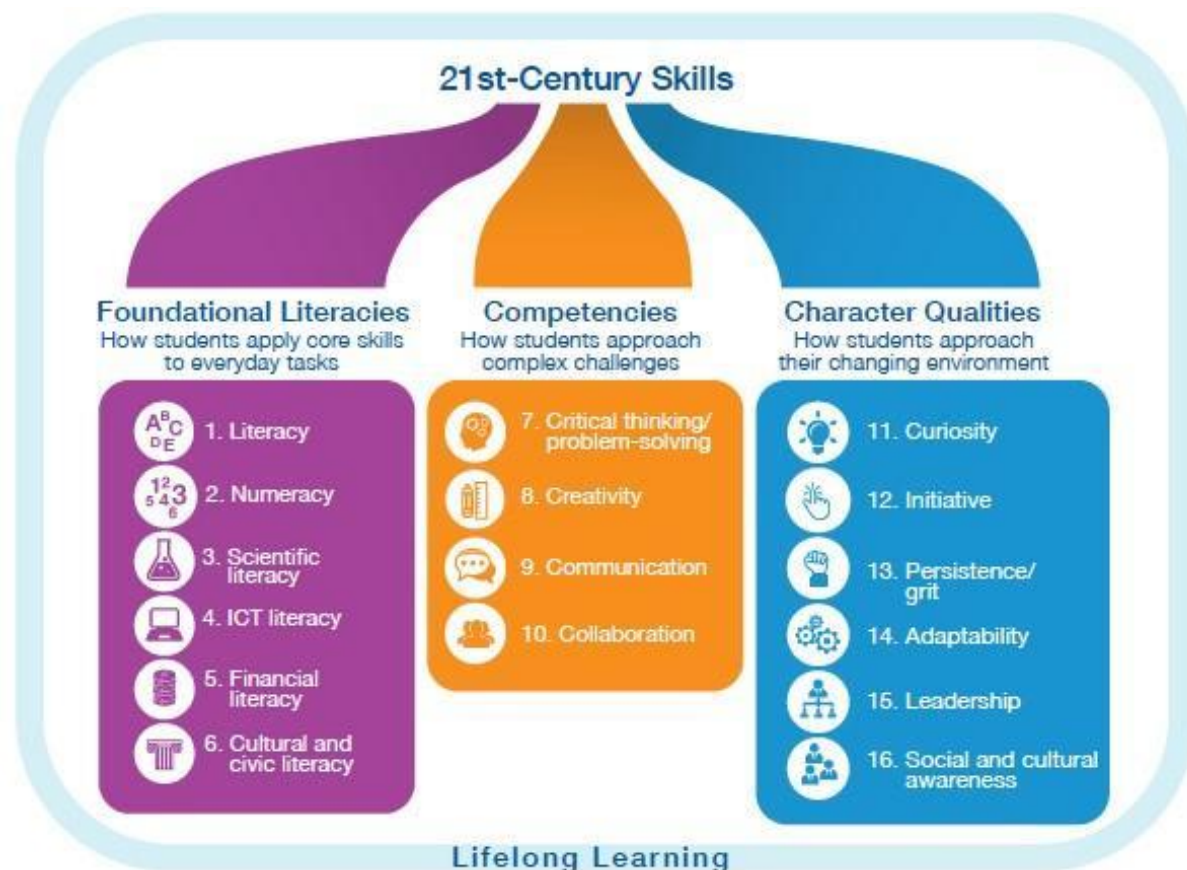 21st-Century Skills
Foundational Literacies
How students apply core skills
to everyday tasks
ABCDE
1. Literacy
123456
2. Numeracy
3. Scientific
literacy
4. ICT literacy
5. Financial
literacy
6. Cultural and
civic literacy
Competencies
How students approach
complex challenges
7. Critical thinking/
problem-solving
8. Creativity
9. Communication
10. Collaboration
Character Qualities
How students approach
their changing environment
11. Curiosity
12. Initiative
13. Persistence/
grit
14. Adaptability
15. Leadership
16. Social and cultural
awareness
Lifelong Learning